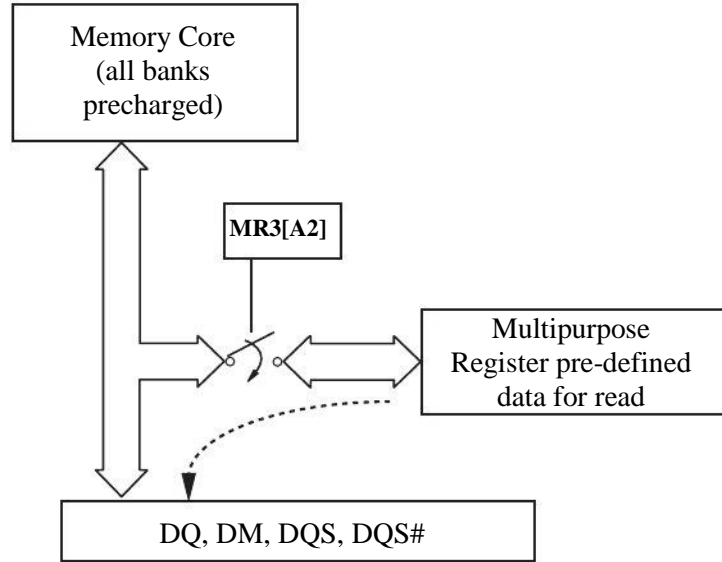 Memory Core
(all banks
precharged)
MR3[A2]
Multipurpose
Register pre-defined
data for read
DQ, DM, DQS, DQS#